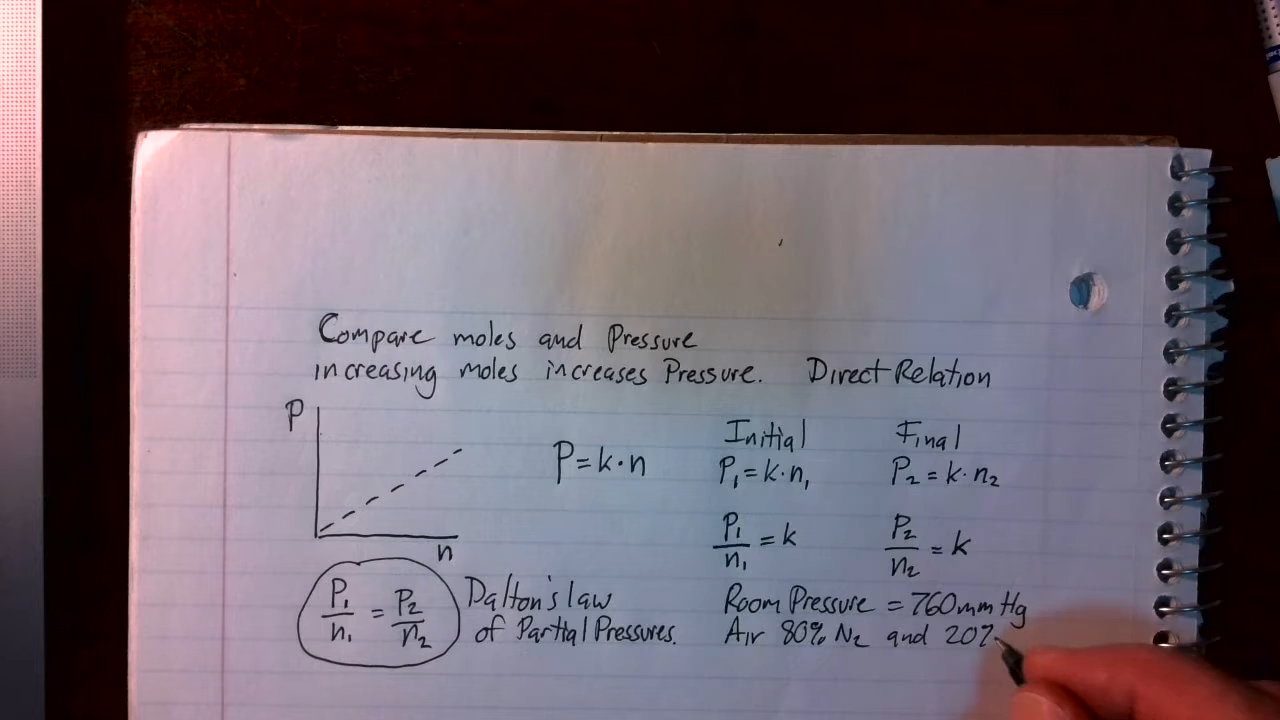 Compare moles and Pressure
increasing moles increases Pressure. Direct Relation
P
n
P=k·n
Initial Final
P₁=k·n₁ P₂=k·n₂
P₁/n₁=k P₂/n₂=k
P₁/n₁=P₂/n₂
Dalton's law
of Partial Pressures.
Room Pressure = 760mm Hg
Air 80% N₂ and 20%